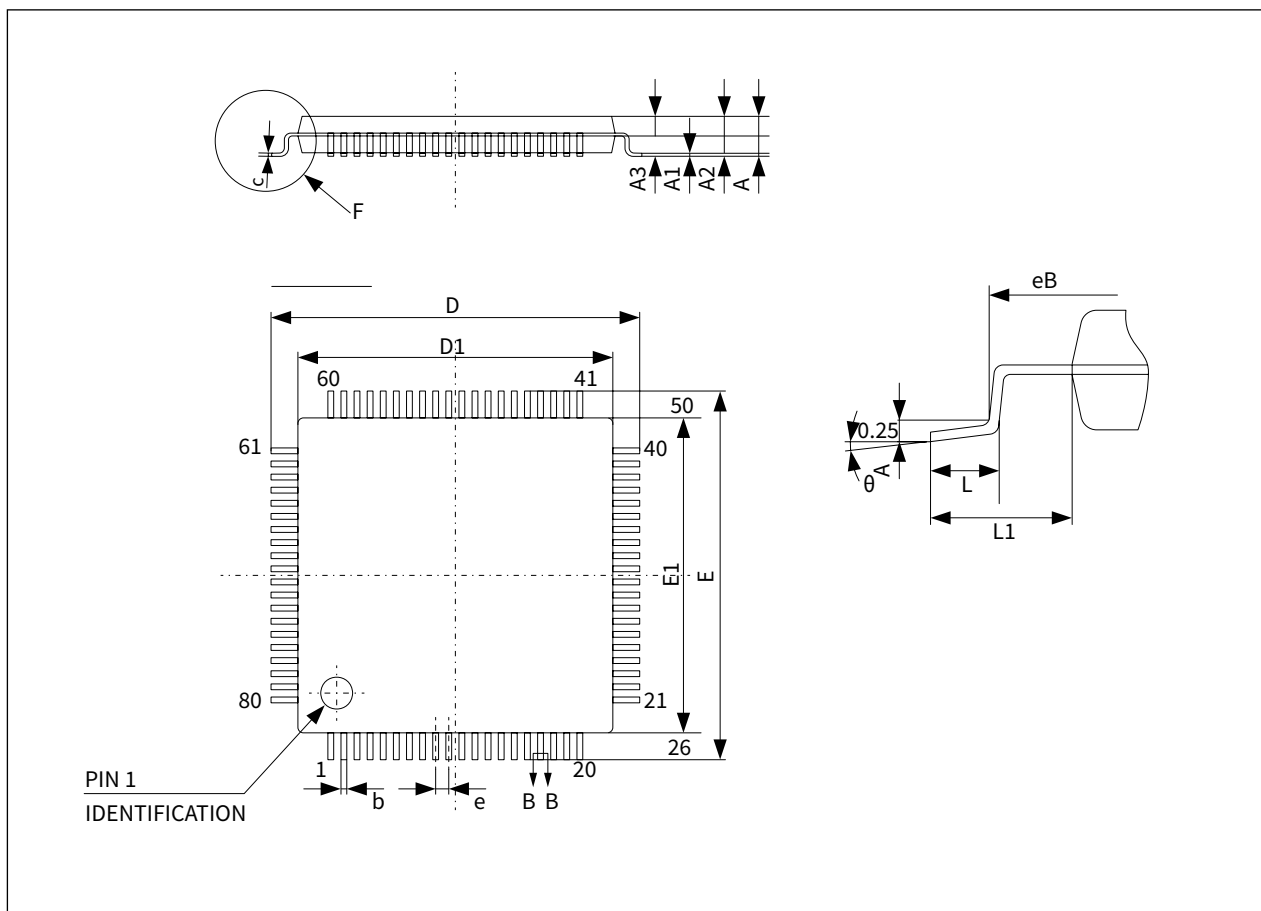 c
F
A3
A1
A2
A
D
D1
60
41
50
61
40
E1
E
80
21
26
1
20
b
e
B
B
PIN 1
IDENTIFICATION
eB
0.25
θ
A
L
L1